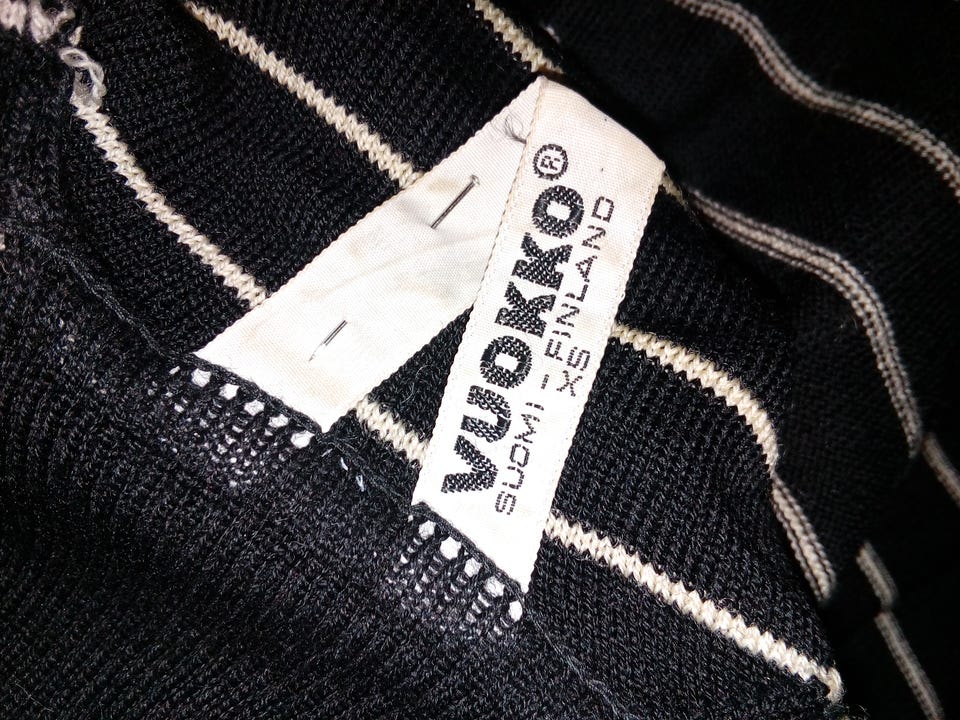 VUOKKO®
SUOMI - FINLAND
XS